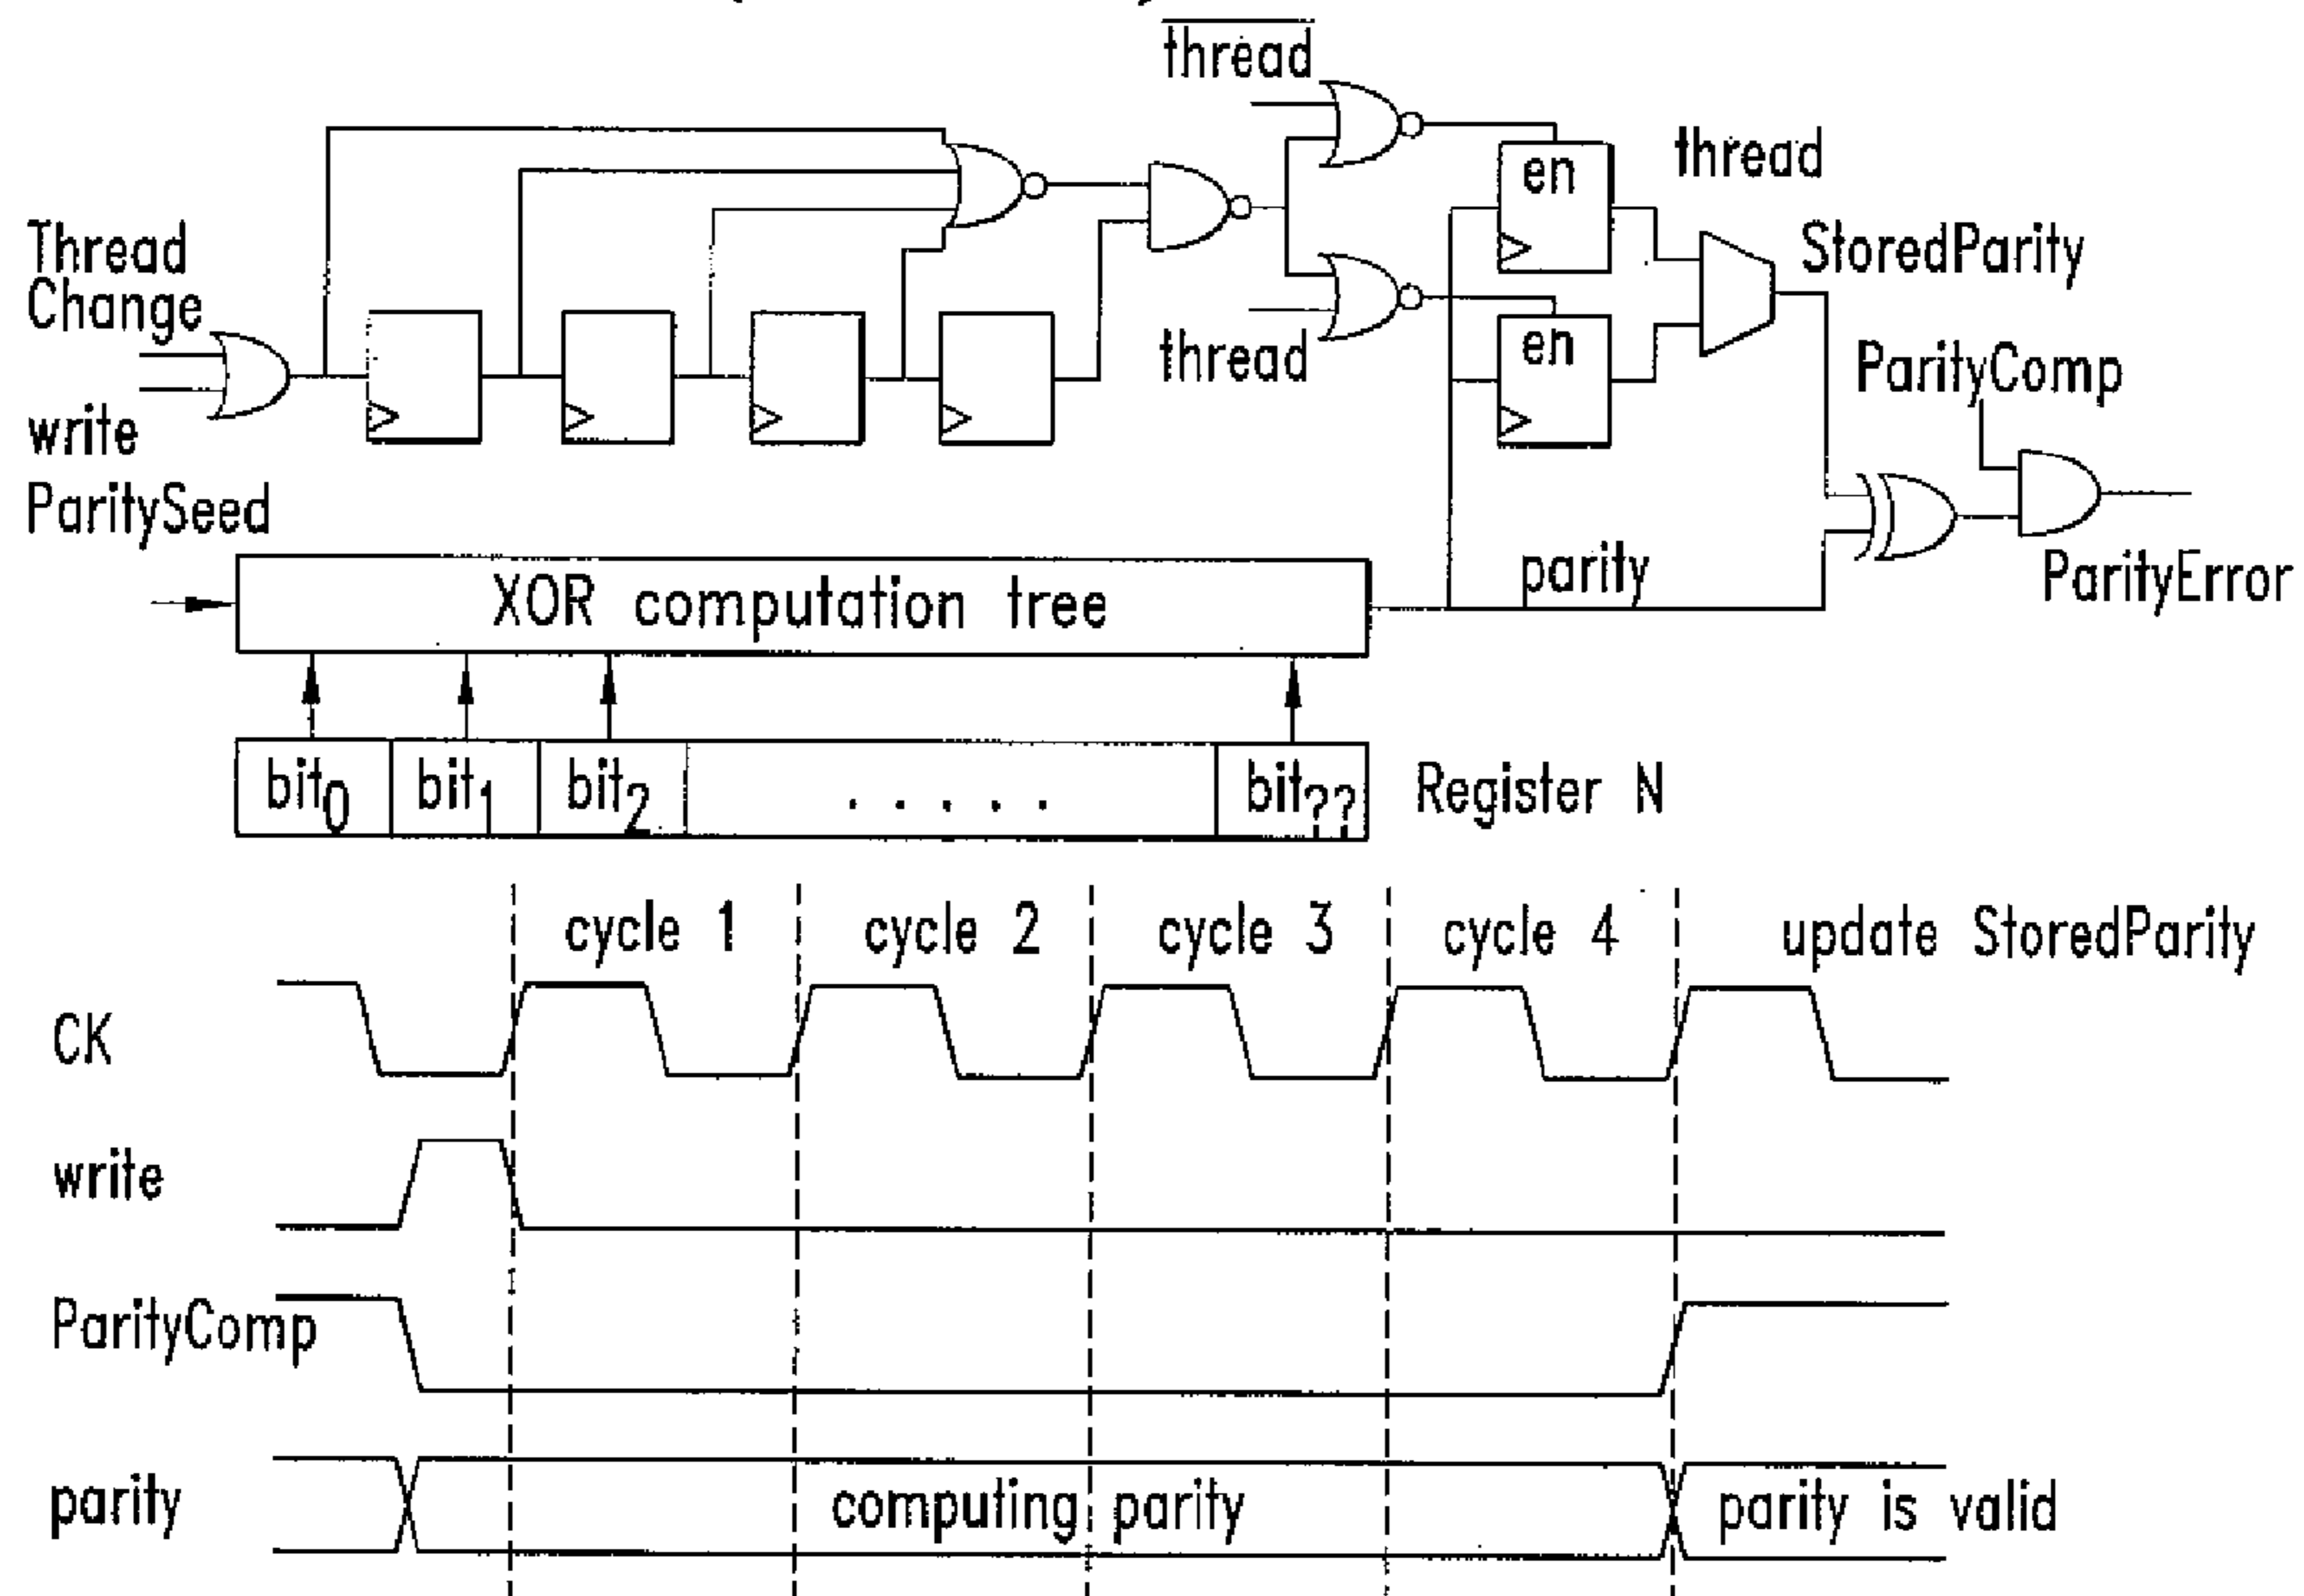 thread
thread
en
Thread
Change
StoredParity
thread
en
ParityComp
write
ParitySeed
XOR computation tree
parity
ParityError
bit0 bit1 bit2 ..... bit?? Register N
cycle 1 cycle 2 cycle 3 cycle 4 update StoredParity
CK
write
ParityComp
parity computing parity parity is valid